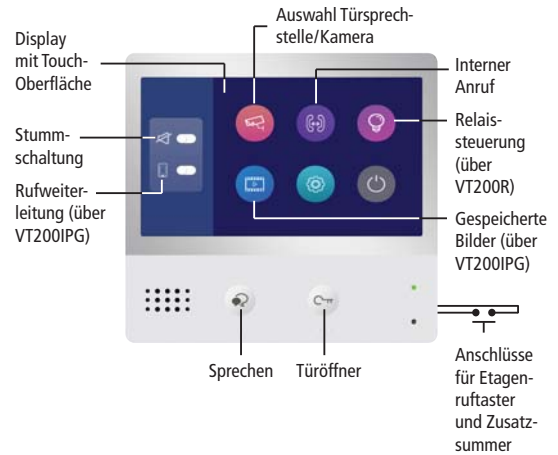 Auswahl Türsprech-
stelle/Kamera
Display
mit Touch-
Oberfläche
Interner
Anruf
Stumm-
schaltung
Relais-
steuerung
(über
VT200R)
Rufweiter-
leitung (über
VT200IPG)
Gespeicherte
Bilder (über
VT200IPG)
Sprechen
Türöffner
Anschlüsse
für Etagen-
ruftaster
und Zusatz-
summer